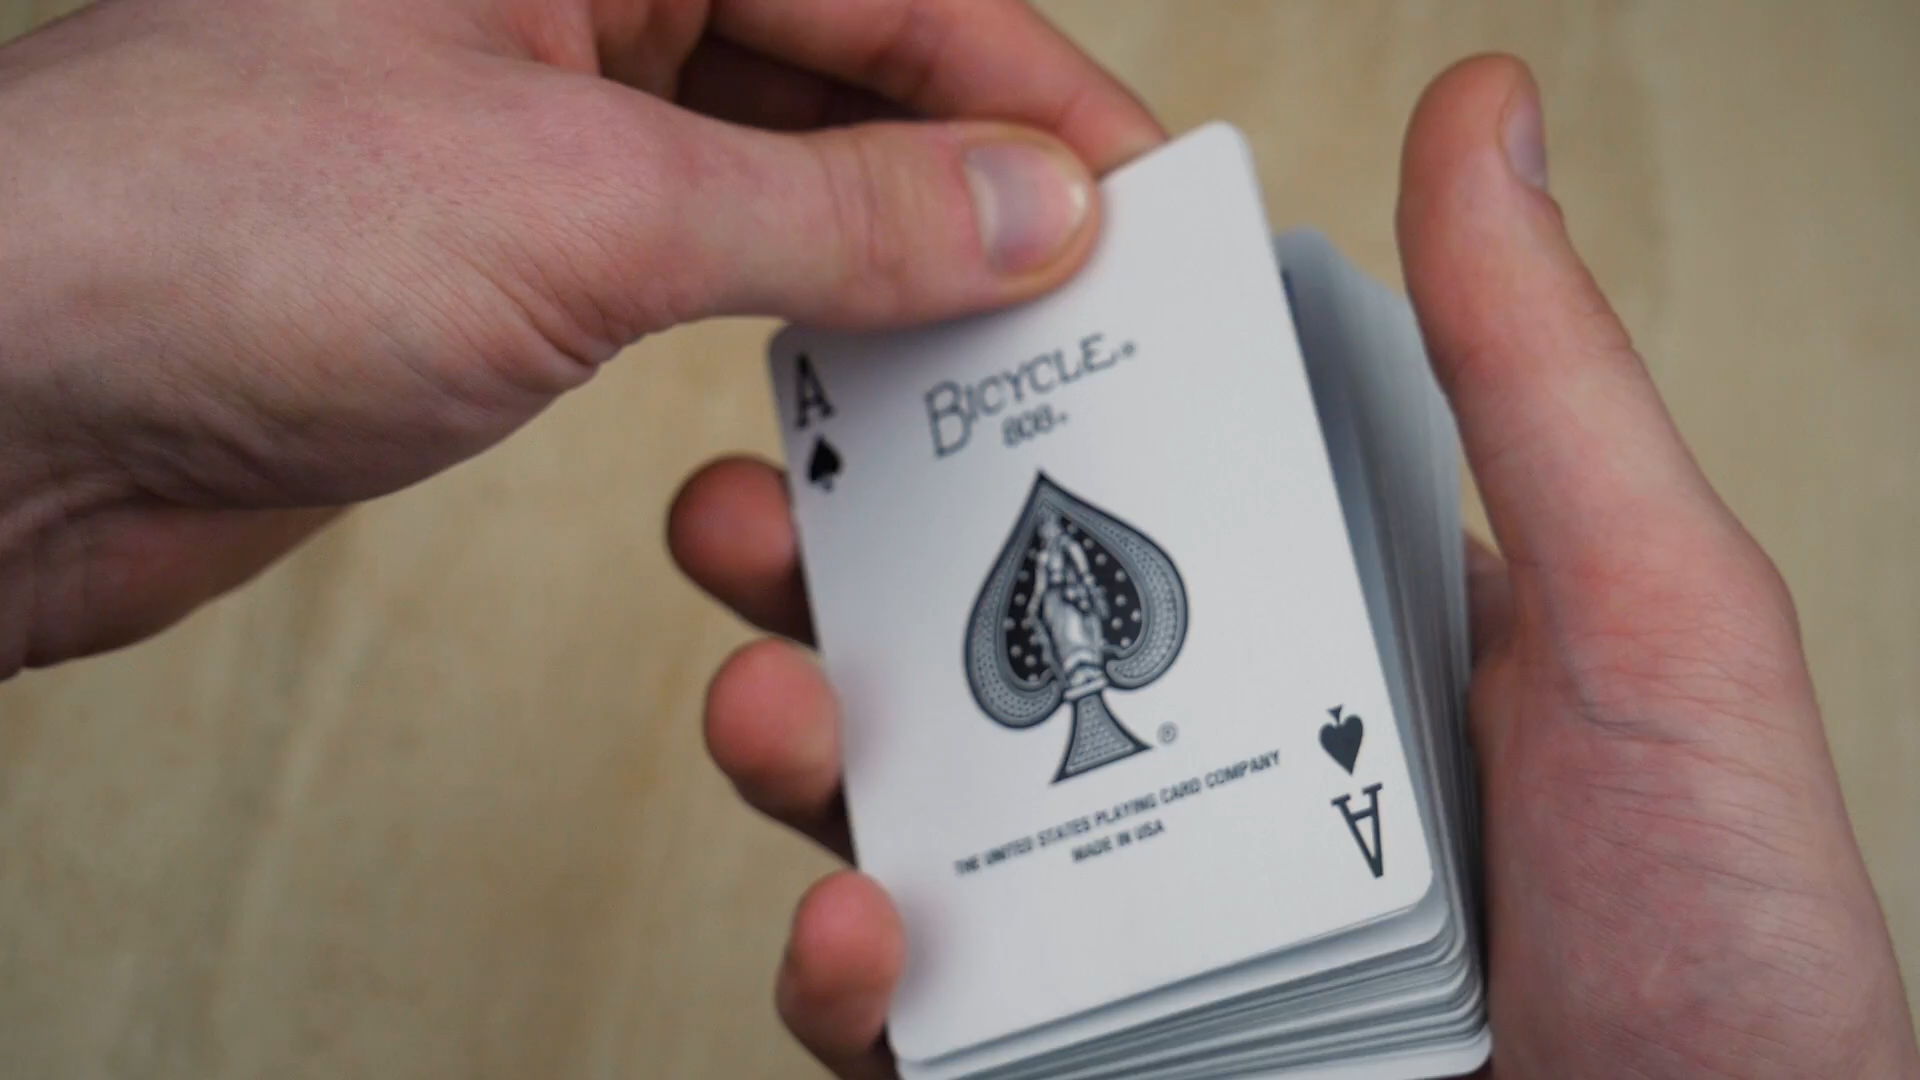 A
BICYCLE®
808®
®
THE UNITED STATES PLAYING CARD COMPANY
MADE IN USA
A